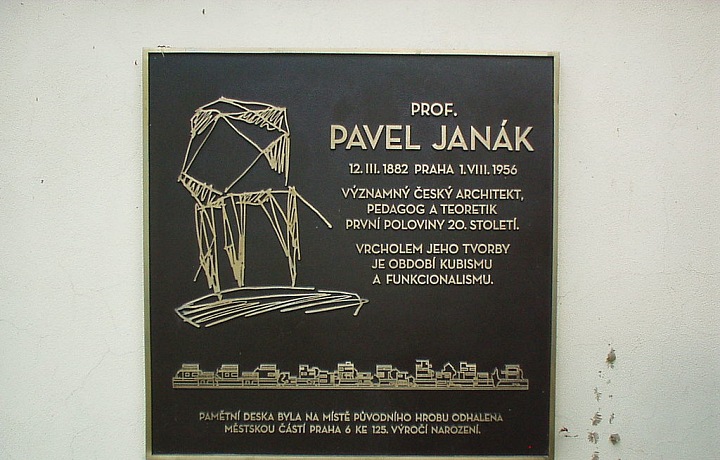 PROF.
PAVEL JANÁK
12. III. 1882 PRAHA 1. VIII. 1956
VÝZNAMNÝ ČESKÝ ARCHITEKT,
PEDAGOG A TEORETIK
PRVNÍ POLOVINY 20. STOLETÍ.
VRCHOLEM JEHO TVORBY
JE OBDOBÍ KUBISMU
A FUNKCIONALISMU.
PAMĚTNÍ DESKA BYLA NA MÍSTĚ PŮVODNÍHO HROBU ODHALENA
MĚSTSKOU ČÁSTÍ PRAHA 6 KE 125. VÝROČÍ NAROZENÍ.